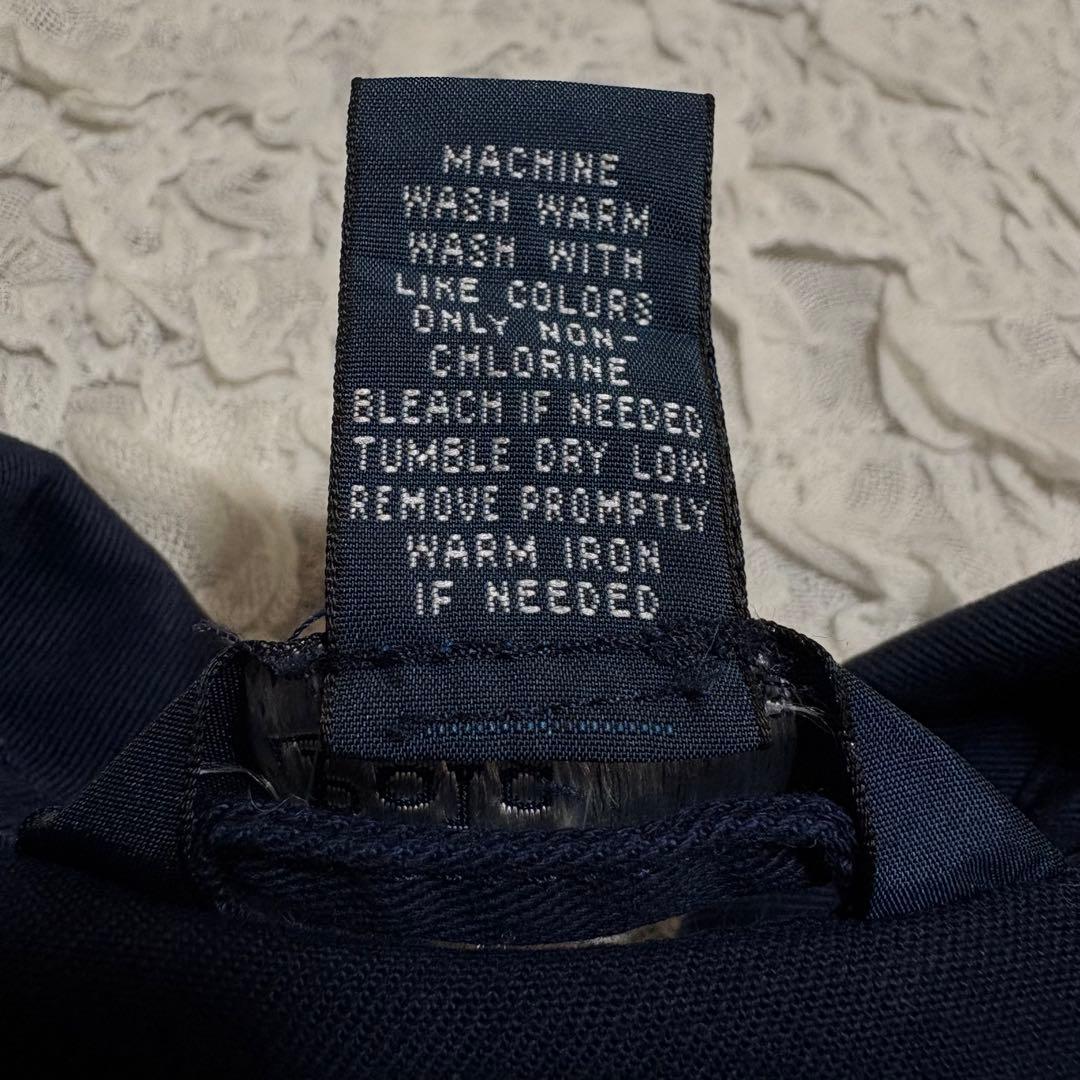 MACHINE
WASH WARM
WASH WITH
LIKE COLORS
ONLY NON-
CHLORINE
BLEACH IF NEEDED
TUMBLE DRY LOW
REMOVE PROMPTLY
WARM IRON
IF NEEDED